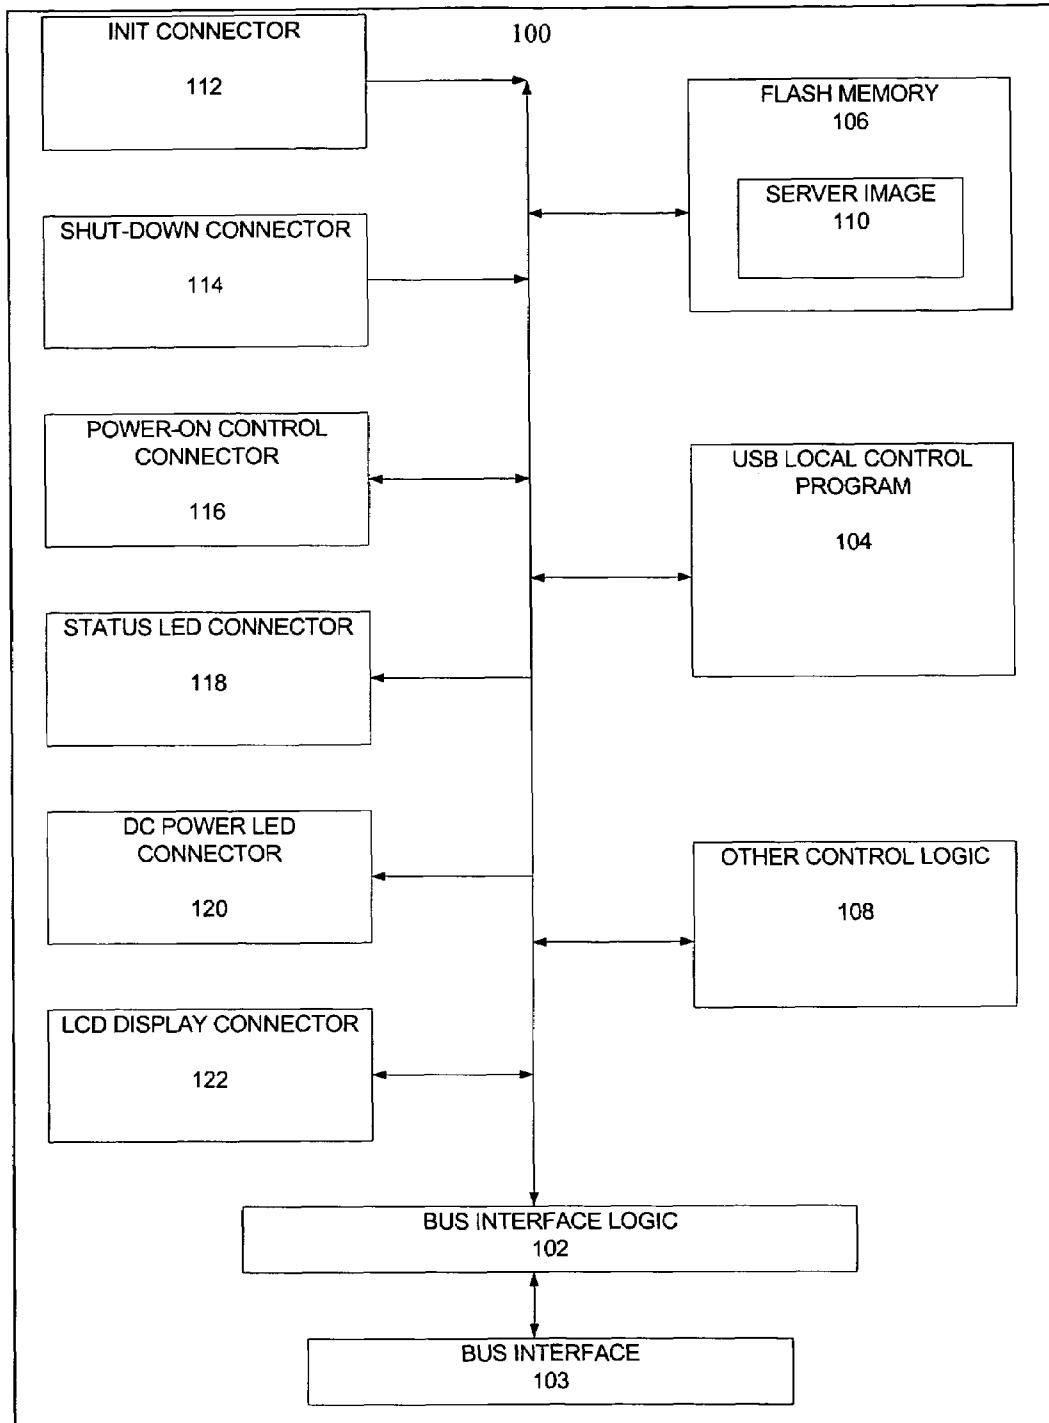 100
INIT CONNECTOR
112
SHUT-DOWN CONNECTOR
114
POWER-ON CONTROL
CONNECTOR
116
STATUS LED CONNECTOR
118
DC POWER LED
CONNECTOR
120
LCD DISPLAY CONNECTOR
122
FLASH MEMORY
106
SERVER IMAGE
110
USB LOCAL CONTROL
PROGRAM
104
OTHER CONTROL LOGIC
108
BUS INTERFACE LOGIC
102
BUS INTERFACE
103